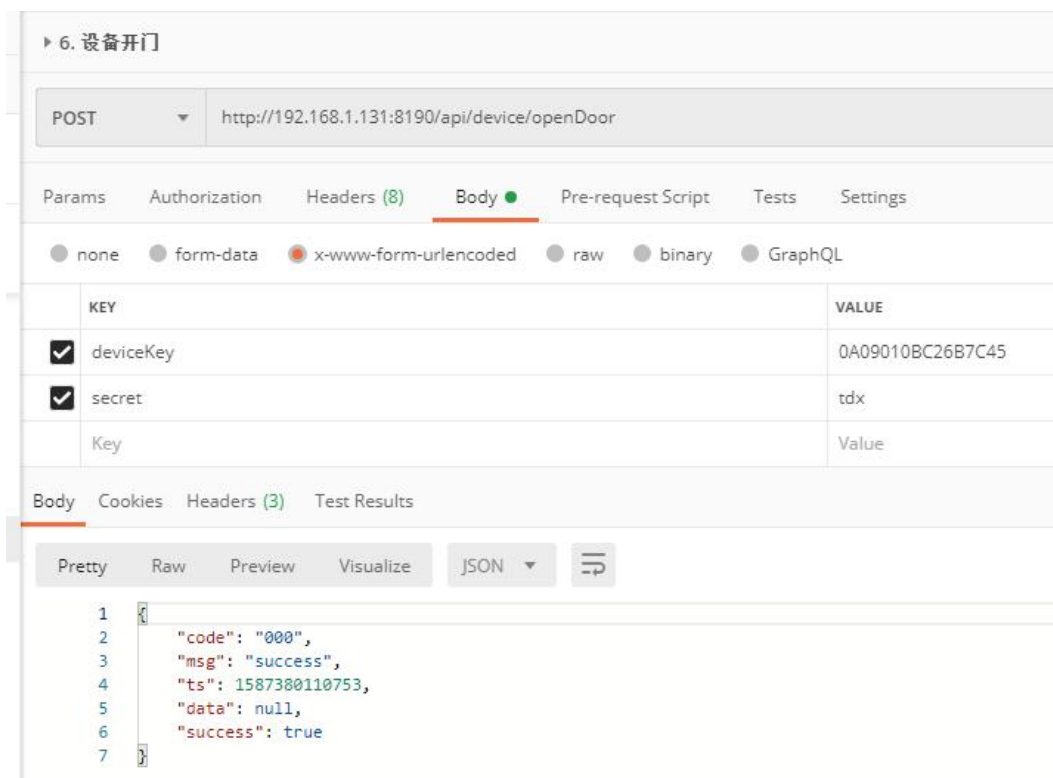 6. 设备开门
POST http://192.168.1.131:8190/api/device/openDoor
Params Authorization Headers (8) Body Pre-request Script Tests Settings
none form-data x-www-form-urlencoded raw binary GraphQL
KEY VALUE
deviceKey 0A09010BC26B7C45
secret tdx
Key Value
Body Cookies Headers (3) Test Results
Pretty Raw Preview Visualize JSON
1 {
2 "code": "000",
3 "msg": "success",
4 "ts": 1587380110753,
5 "data": null,
6 "success": true
7 }